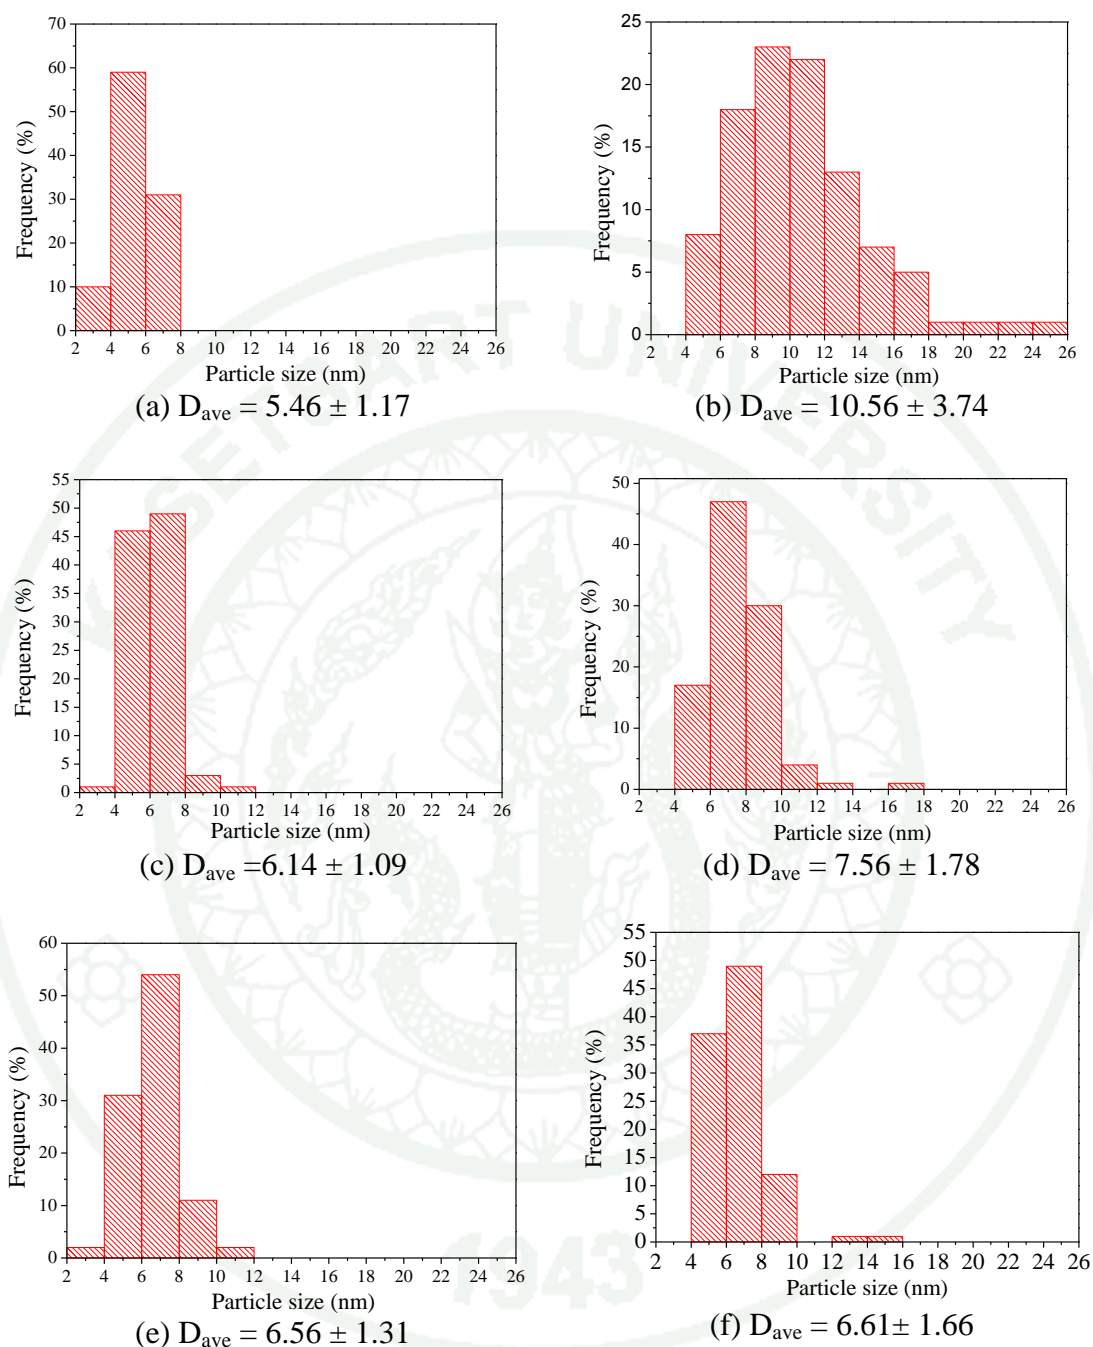 70
60
50
40
30
20
10
0
Frequency (%)
2 4 6 8 10 12 14 16 18 20 22 24 26
Particle size (nm)
(a) Dave = 5.46 ± 1.17
25
20
15
10
5
0
Frequency (%)
2 4 6 8 10 12 14 16 18 20 22 24 26
Particle size (nm)
(b) Dave = 10.56 ± 3.74
55
50
45
40
35
30
25
20
15
10
5
0
Frequency (%)
2 4 6 8 10 12 14 16 18 20 22 24 26
Particle size (nm)
(c) Dave =6.14 ± 1.09
50
40
30
20
10
0
Frequency (%)
2 4 6 8 10 12 14 16 18 20 22 24 26
Particle size (nm)
(d) Dave = 7.56 ± 1.78
60
50
40
30
20
10
0
Frequency (%)
2 4 6 8 10 12 14 16 18 20 22 24 26
Particle size (nm)
(e) Dave = 6.56 ± 1.31
55
50
45
40
35
30
25
20
15
10
5
0
Frequency (%)
2 4 6 8 10 12 14 16 18 20 22 24 26
Particle size (nm)
(f) Dave = 6.61± 1.66
KASETSART UNIVERSITY
1943